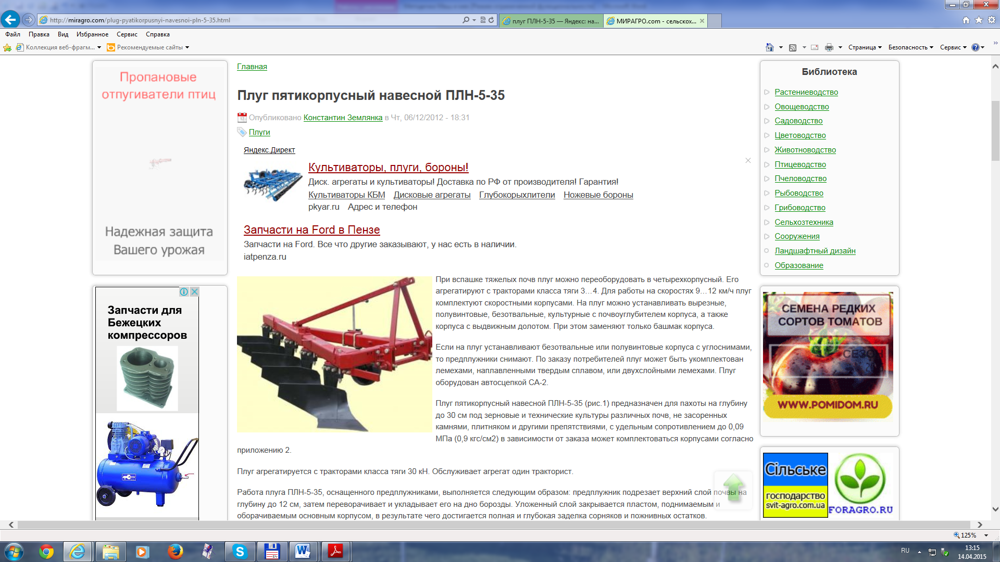 http://miragro.com/plug-pyatikorpusnyi-navesnoi-pln-5-35.html
плуг ПЛН-5-35 — Яндекс: на...
МИРАГРО.com - сельскох...
Файл Правка Вид Избранное Сервис Справка
Коллекция веб-фрагм...
Рекомендуемые сайты
Страница Безопасность Сервис
Пропановые
отпугиватели птиц
Надежная защита
Вашего урожая
Запчасти для
Бежецких
компрессоров
Главная
Плуг пятикорпусный навесной ПЛН-5-35
Опубликовано Константин Землянка в Чт, 06/12/2012 - 18:31
Плуги
Яндекс.Директ
Культиваторы, плуги, бороны!
Диск. агрегаты и культиваторы! Доставка по РФ от производителя! Гарантия!
Культиваторы КБМ Дисковые агрегаты Глубокорыхлители Ножевые бороны
pkyar.ru Адрес и телефон
Запчасти на Ford в Пензе
Запчасти на Ford. Все что другие заказывают, у нас есть в наличии.
iatpenza.ru
При вспашке тяжелых почв плуг можно переоборудовать в четырехкорпусный. Его
агрегатируют с тракторами класса тяги 3…4. Для работы на скоростях 9…12 км/ч плуг
комплектуют скоростными корпусами. На плуг можно устанавливать вырезные,
полувинтовые, безотвальные, культурные с почвоуглубителем корпуса, а также
корпуса с выдвижным долотом. При этом заменяют только башмак корпуса.
Если на плуг устанавливают безотвальные или полувинтовые корпуса с углоснимами,
то предплужники снимают. По заказу потребителей плуг может быть укомплектован
лемехами, наплавленными твердым сплавом, или двухслойными лемехами. Плуг
оборудован автосцепкой СА-2.
Плуг пятикорпусный навесной ПЛН-5-35 (рис.1) предназначен для пахоты на глубину
до 30 см под зерновые и технические культуры различных почв, не засоренных
камнями, плитняком и другими препятствиями, с удельным сопротивлением до 0,09
МПа (0,9 кгс/см2) в зависимости от заказа может комплектоваться корпусами согласно
приложению 2.
Плуг агрегатируется с тракторами класса тяги 30 кН. Обслуживает агрегат один тракторист.
Работа плуга ПЛН-5-35, оснащенного предплужниками, выполняется следующим образом: предплужник подрезает верхний слой почвы на
глубину до 12 см, затем переворачивает и укладывает его на дно борозды. Уложенный слой закрывается пластом, поднимаемым и
оборачиваемым основным корпусом, в результате чего достигается полная и глубокая заделка сорняков и пожнивных остатков.
Библиотека
Растениеводство
Овощеводство
Садоводство
Цветоводство
Животноводство
Птицеводство
Пчеловодство
Рыбоводство
Грибоводство
Сельхозтехника
Сооружения
Ландшафтный дизайн
Образование
СЕМЕНА РЕДКИХ
СОРТОВ ТОМАТОВ
WWW.POMIDOM.RU
Сільське
господарство
svit-agro.com.ua
FORAGRO.RU
125%
RU
13:15
14.04.2015